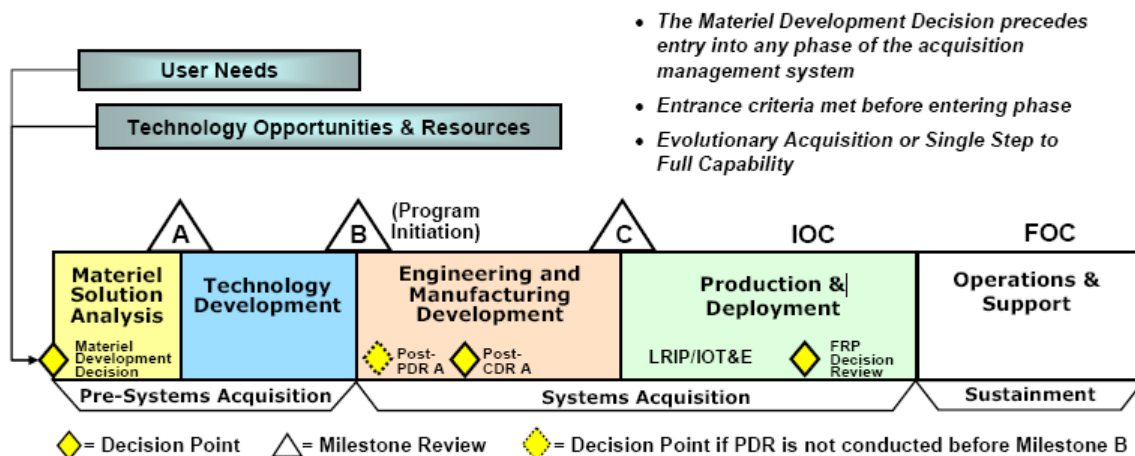 • The Materiel Development Decision precedes
entry into any phase of the acquisition
management system
• Entrance criteria met before entering phase
• Evolutionary Acquisition or Single Step to
Full Capability
User Needs
Technology Opportunities & Resources
A
B
(Program
Initiation)
C
IOC
FOC
Materiel
Solution
Analysis
Materiel
Development
Decision
Technology
Development
Engineering and
Manufacturing
Development
Post-
PDR A
Post-
CDR A
Production &
Deployment
LRIP/IOT&E
FRP
Decision
Review
Operations &
Support
Pre-Systems Acquisition
Systems Acquisition
Sustainment
= Decision Point
= Milestone Review
= Decision Point if PDR is not conducted before Milestone B